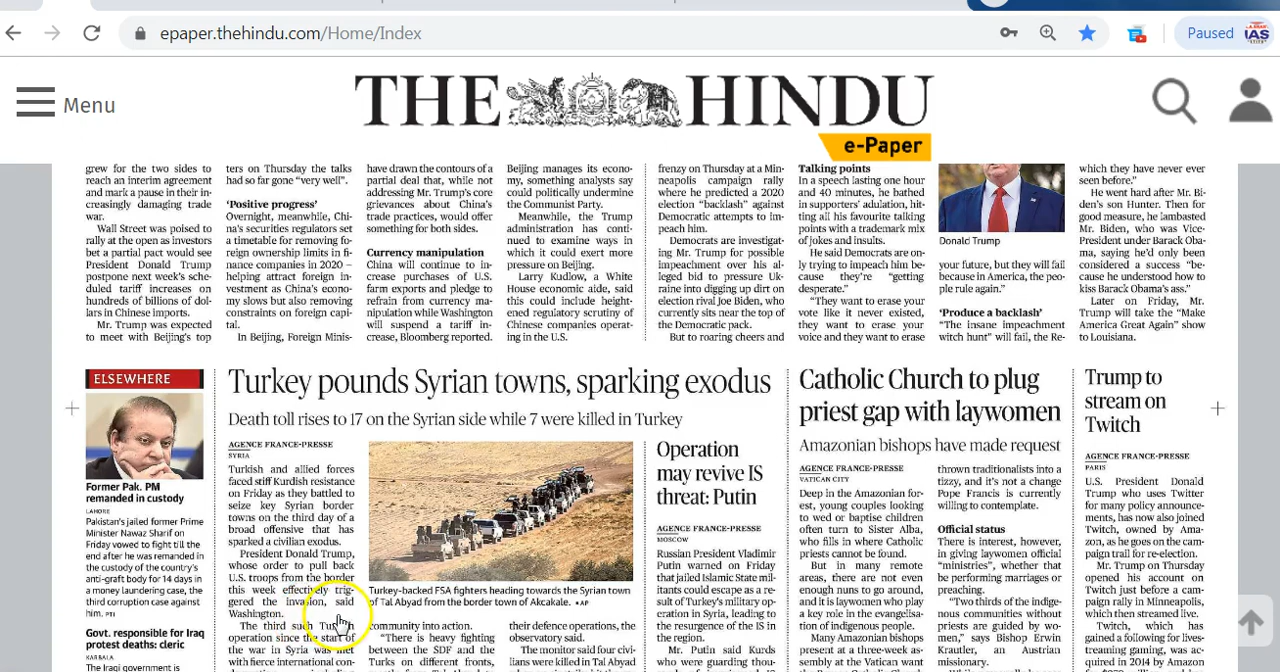 epaper.thehindu.com/Home/Index
Paused
IAS
Menu
THE HINDU
e-Paper
grew for the two sides to
reach an interim agreement
and mark a pause in their in-
creasingly damaging trade
war.
Wall Street was poised to
rally at the open as investors
bet a partial pact would see
President Donald Trump
postpone next week's sche-
duled tariff increases on
hundreds of billions of dol-
lars in Chinese imports.
Mr. Trump was expected
to meet with Beijing's top
ters on Thursday the talks
had so far gone "very well".
'Positive progress'
Overnight, meanwhile, Chi-
na's securities regulators set
a timetable for removing fo-
reign ownership limits in fi-
nance companies in 2020 –
helping attract foreign in-
vestment as China's econo-
my slows but also removing
constraints on foreign capi-
tal.
In Beijing, Foreign Minis-
have drawn the contours of a
partial deal that, while not
addressing Mr. Trump's core
grievances about China's
trade practices, would offer
something for both sides.
Currency manipulation
China will continue to in-
crease purchases of U.S.
farm exports and pledge to
refrain from currency ma-
nipulation while Washington
will suspend a tariff in-
crease, Bloomberg reported.
Beijing manages its econo-
my, something analysts say
could politically undermine
the Communist Party.
Meanwhile, the Trump
administration has conti-
nued to examine ways in
which it could exert more
pressure on Beijing.
Larry Kudlow, a White
House economic aide, said
this could include height-
ened regulatory scrutiny of
Chinese companies operat-
ing in the U.S.
frenzy on Thursday at a Min-
neapolis campaign rally
where he predicted a 2020
election "backlash" against
Democratic attempts to im-
peach him.
Democrats are investigat-
ing Mr. Trump for possible
impeachment over his al-
leged bid to pressure Uk-
raine into digging up dirt on
election rival Joe Biden, who
currently sits near the top of
the Democratic pack.
But to roaring cheers and
Talking points
In a speech lasting one hour
and 40 minutes, he bathed
in supporters' adulation, hit-
ting all his favourite talking
points with a trademark mix
of jokes and insults.
He said Democrats are on-
ly trying to impeach him be-
cause they're "getting
desperate."
"They want to erase your
vote like it never existed,
they want to erase your
voice and they want to erase
Donald Trump
your future, but they will fail
because in America, the peo-
ple rule again."
'Produce a backlash'
"The insane impeachment
witch hunt" will fail, the Re-
which they have never ever
seen before."
He went hard after Mr. Bi-
den's son Hunter. Then for
good measure, he lambasted
Mr. Biden, who was Vice-
President under Barack Oba-
ma, saying he'd only been
considered a success "be-
cause he understood how to
kiss Barack Obama's ass."
Later on Friday, Mr.
Trump will take the "Make
America Great Again" show
to Louisiana.
ELSEWHERE
Former Pak. PM
remanded in custody
LAHORE
Pakistan's jailed former Prime
Minister Nawaz Sharif on
Friday vowed to fight till the
end after he was remanded in
the custody of the country's
anti-graft body for 14 days in
a money laundering case, the
third corruption case against
him. PTI
Govt. responsible for Iraq
protest deaths: cleric
KARBALA
The Iraqi government is
Turkey pounds Syrian towns, sparking exodus
Death toll rises to 17 on the Syrian side while 7 were killed in Turkey
AGENCE FRANCE-PRESSE
SYRIA
Turkish and allied forces
faced stiff Kurdish resistance
on Friday as they battled to
seize key Syrian border
towns on the third day of a
broad offensive that has
sparked a civilian exodus.
President Donald Trump,
whose order to pull back
U.S. troops from the border
this week effectively trig-
gered the invasion, said
Washington.
The third such
operation since the start of
the war in Syria was met
with fierce international con-
Turkey-backed FSA fighters heading towards the Syrian town
of Tal Abyad from the border town of Akcakale. •AP
community into action.
"There is heavy fighting
between the SDF and the
Turks on different fronts,
their defence operations, the
observatory said.
The monitor said four civi-
lians were killed in Tal Abyad
Operation
may revive IS
threat: Putin
AGENCE FRANCE-PRESSE
MOSCOW
Russian President Vladimir
Putin warned on Friday
that jailed Islamic State mil-
itants could escape as a re-
sult of Turkey's military op-
eration in Syria, leading to
the resurgence of the IS in
the region.
Mr. Putin said Kurds
who were guarding those
Catholic Church to plug
priest gap with laywomen
Amazonian bishops have made request
AGENCE FRANCE-PRESSE
VATICAN CITY
Deep in the Amazonian for-
est, young couples looking
to wed or baptise children
often turn to Sister Alba,
who fills in where Catholic
priests cannot be found.
But in many remote
areas, there are not even
enough nuns to go around,
and it is laywomen who play
a key role in the evangelisa-
tion of indigenous people.
Many Amazonian bishops
present at a three-week as-
sembly at the Vatican want
thrown traditionalists into a
tizzy, and it's not a change
Pope Francis is currently
willing to contemplate.
Official status
There is interest, however,
in giving laywomen official
"ministries", whether that
be performing marriages or
preaching.
"Two thirds of the indige-
nous communities without
priests are guided by wo-
men," says Bishop Erwin
Krautler, an Austrian
missionary.
Trump to
stream on
Twitch
AGENCE FRANCE-PRESSE
PARIS
U.S. President Donald
Trump who uses Twitter
for many policy announce-
ments, has now also joined
Twitch, owned by Ama-
zon, as he goes on the cam-
paign trail for re-election.
Mr. Trump on Thursday
opened his account on
Twitch just before a cam-
paign rally in Minneapolis,
which then streamed live.
Twitch, which has
gained a following for lives-
treaming gaming, was ac-
quired in 2014 by Amazon